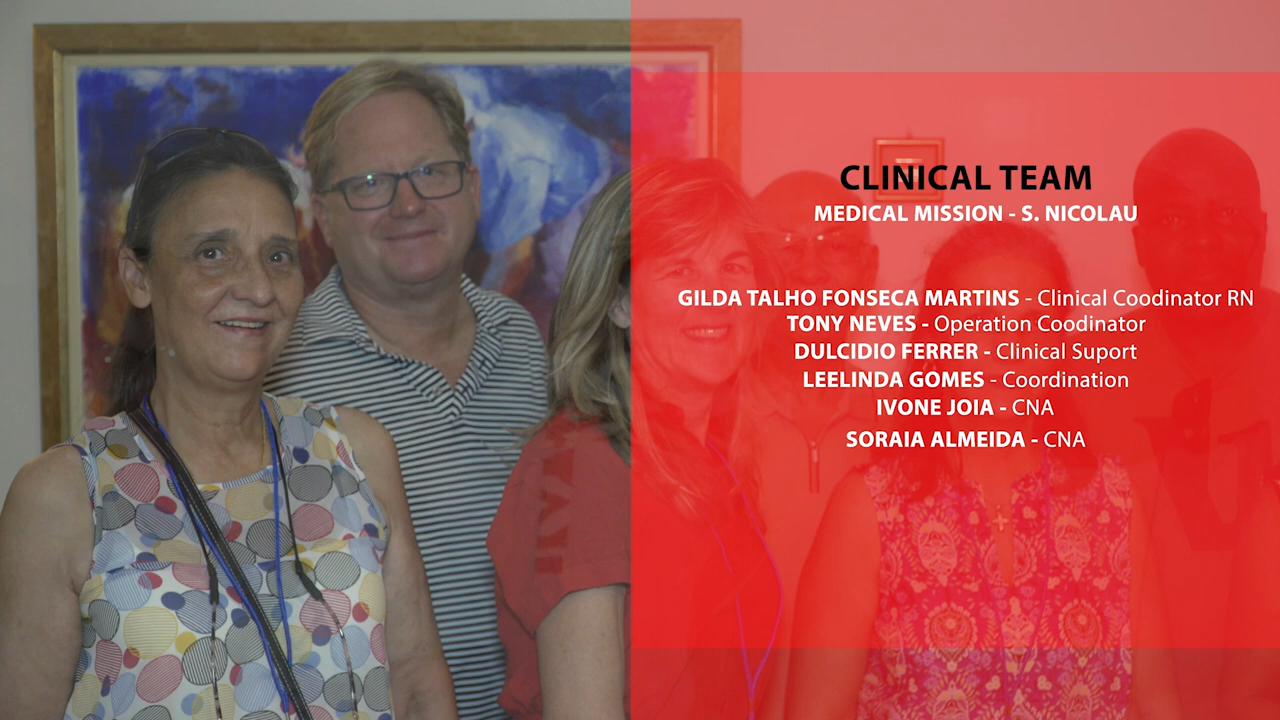 CLINICAL TEAM
MEDICAL MISSION - S. NICOLAU
GILDA TALHO FONSECA MARTINS - Clinical Coodinator RN
TONY NEVES - Operation Coodinator
DULCIDIO FERRER - Clinical Suport
LEELINDA GOMES - Coordination
IVONE JOIA - CNA
SORAIA ALMEIDA - CNA